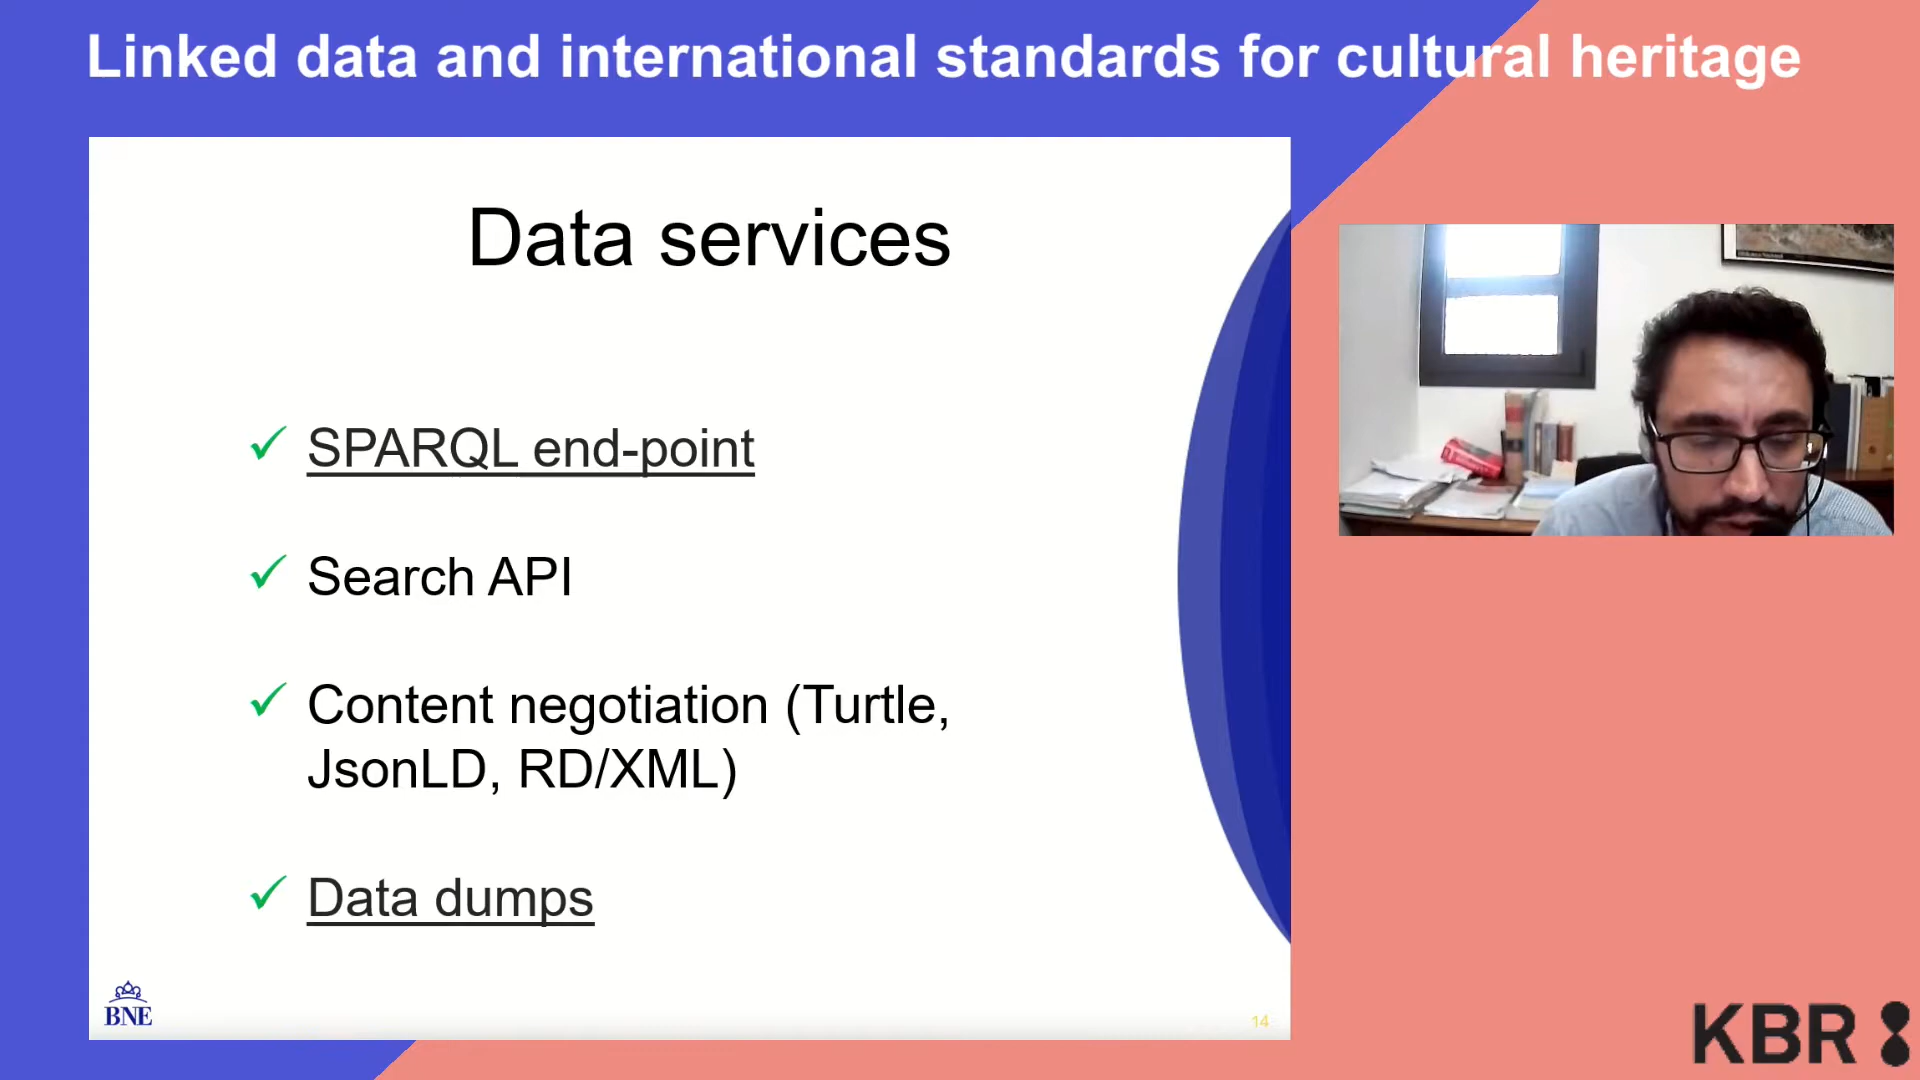 Linked data and international standards for cultural heritage
Data services
SPARQL end-point
Search API
Content negotiation (Turtle,
JsonLD, RD/XML)
Data dumps
BNE
14
KBR